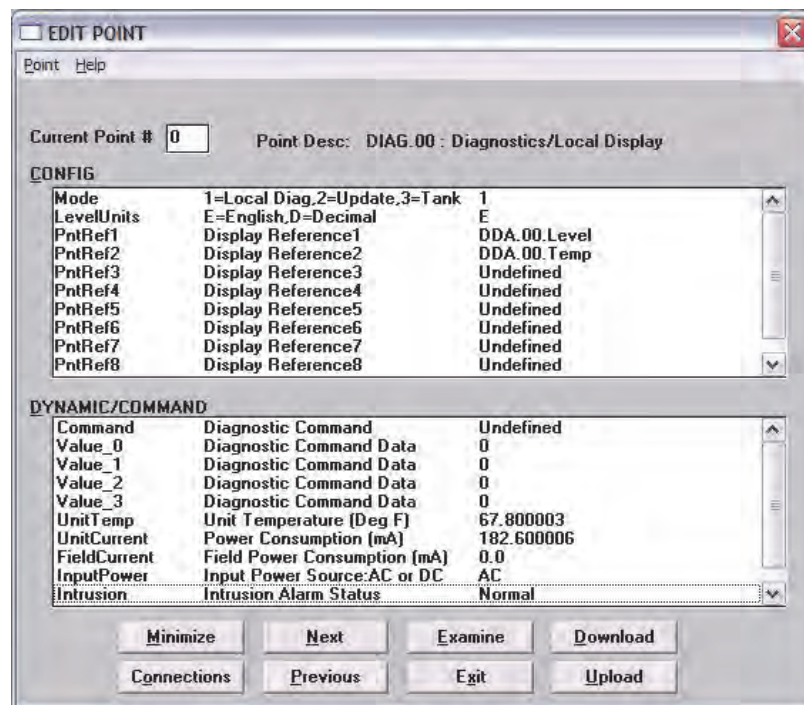 EDIT POINT
Point Help
Current Point # 0 Point Desc: DIAG.00 : Diagnostics/Local Display
CONFIG
Mode 1=Local Diag,2=Update,3=Tank 1
LevelUnits E=English,D=Decimal E
PntRef1 Display Reference1 DDA.00.Level
PntRef2 Display Reference2 DDA.00.Temp
PntRef3 Display Reference3 Undefined
PntRef4 Display Reference4 Undefined
PntRef5 Display Reference5 Undefined
PntRef6 Display Reference6 Undefined
PntRef7 Display Reference7 Undefined
PntRef8 Display Reference8 Undefined
DYNAMIC/COMMAND
Command Diagnostic Command Undefined
Value_0 Diagnostic Command Data 0
Value_1 Diagnostic Command Data 0
Value_2 Diagnostic Command Data 0
Value_3 Diagnostic Command Data 0
UnitTemp Unit Temperature (Deg F) 67.800003
UnitCurrent Power Consumption (mA) 182.600006
FieldCurrent Field Power Consumption (mA) 0.0
InputPower Input Power Source:AC or DC AC
Intrusion Intrusion Alarm Status Normal
Minimize Next Examine Download
Connections Previous Exit Upload